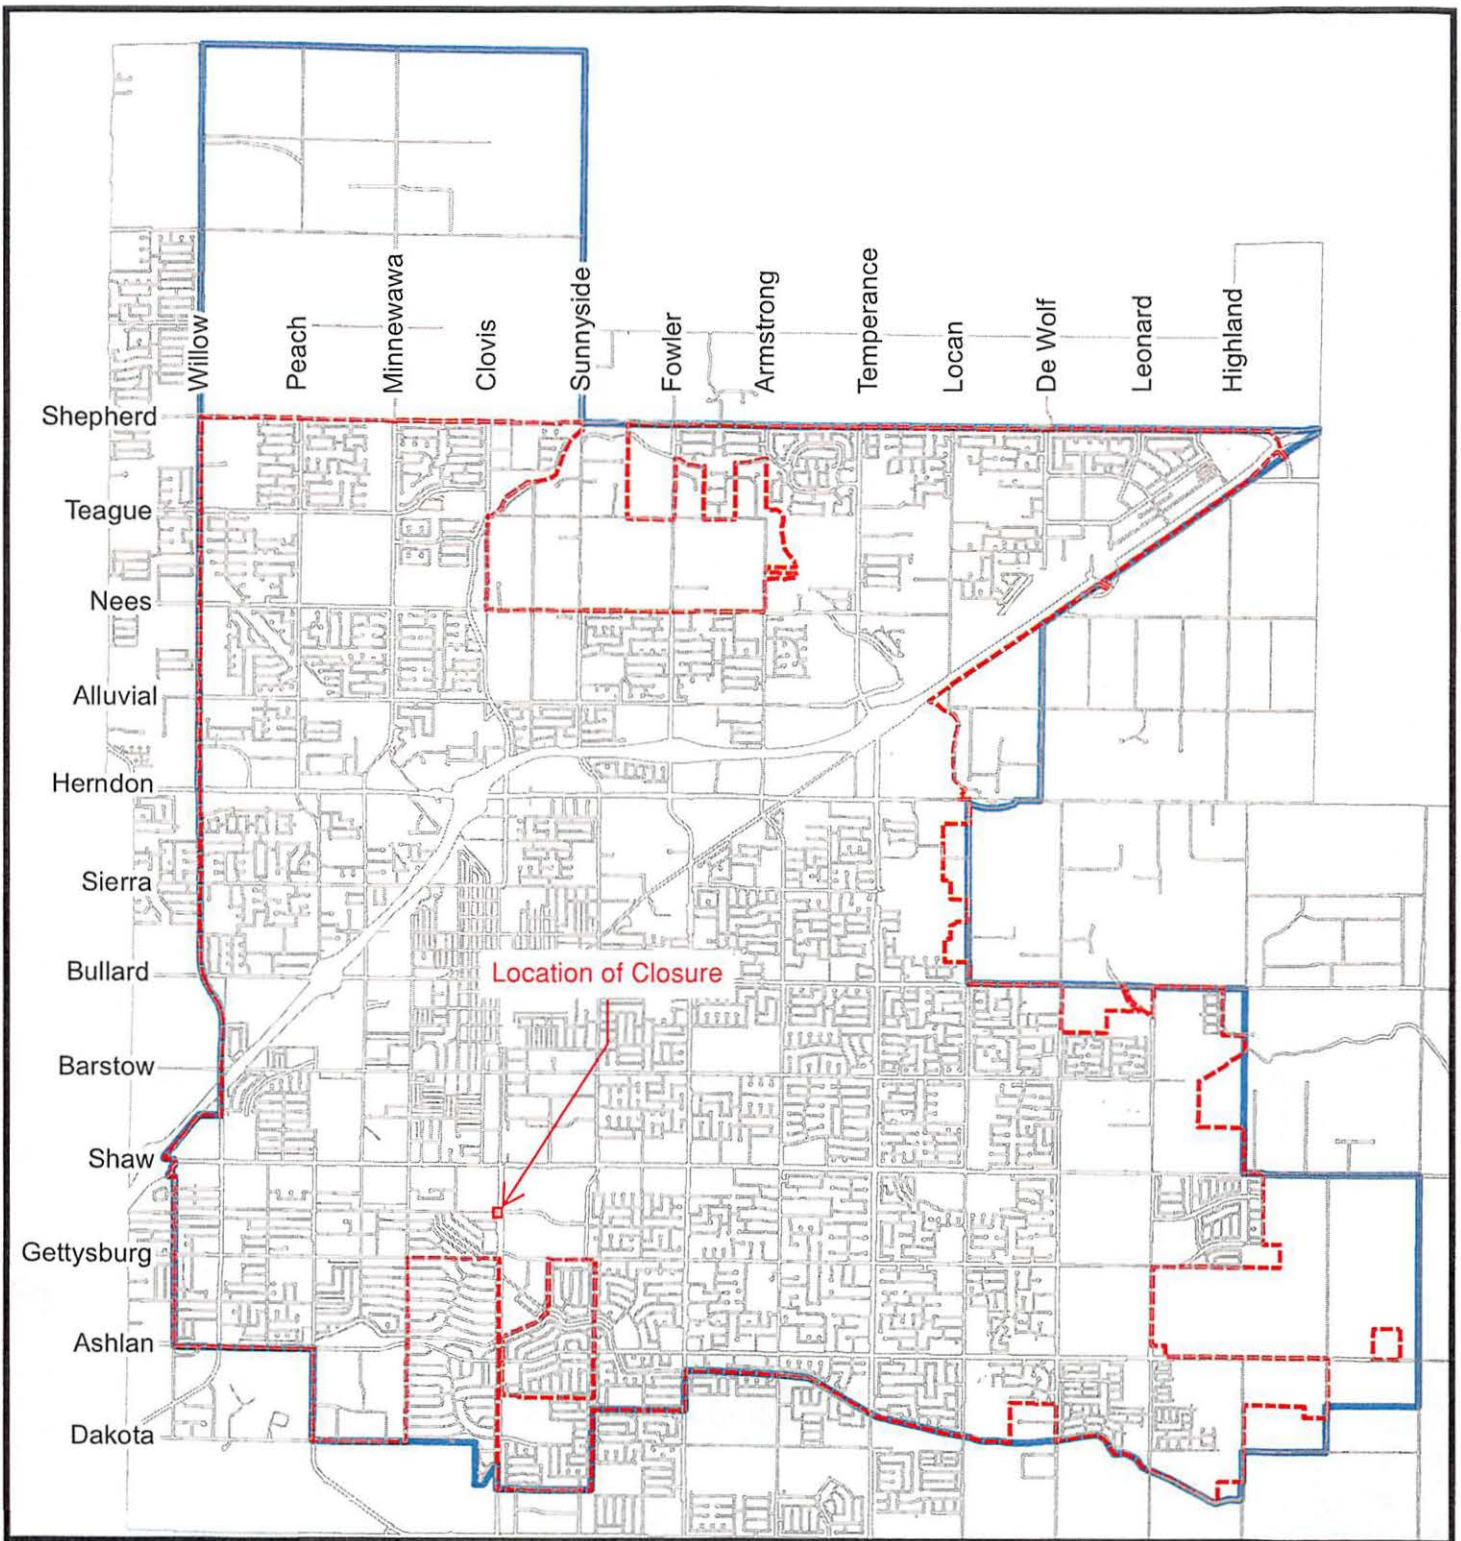 Willow
Peach
Minnewawa
Clovis
Sunnyside
Fowler
Armstrong
Temperance
Locan
De Wolf
Leonard
Highland
Shepherd
Teague
Nees
Alluvial
Herndon
Sierra
Bullard
Location of Closure
Barstow
Shaw
Gettysburg
Ashlan
Dakota